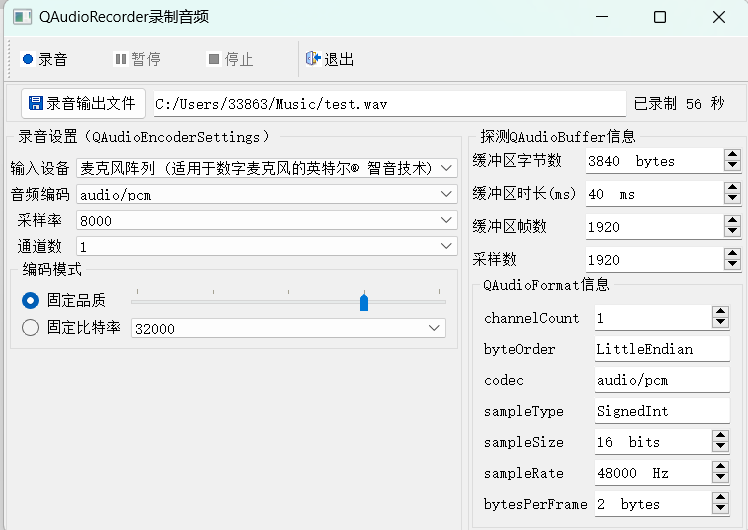 QAudioRecorder录制音频
录音 暂停 停止 退出
录音输出文件 C:/Users/33863/Music/test.wav 已录制 56 秒
录音设置（QAudioEncoderSettings）
输入设备 麦克风阵列 (适用于数字麦克风的英特尔® 智音技术)
音频编码 audio/pcm
采样率 8000
通道数 1
编码模式
固定品质
固定比特率 32000
探测QAudioBuffer信息
缓冲区字节数 3840 bytes
缓冲区时长(ms) 40 ms
缓冲区帧数 1920
采样数 1920
QAudioFormat信息
channelCount 1
byteOrder LittleEndian
codec audio/pcm
sampleType SignedInt
sampleSize 16 bits
sampleRate 48000 Hz
bytesPerFrame 2 bytes